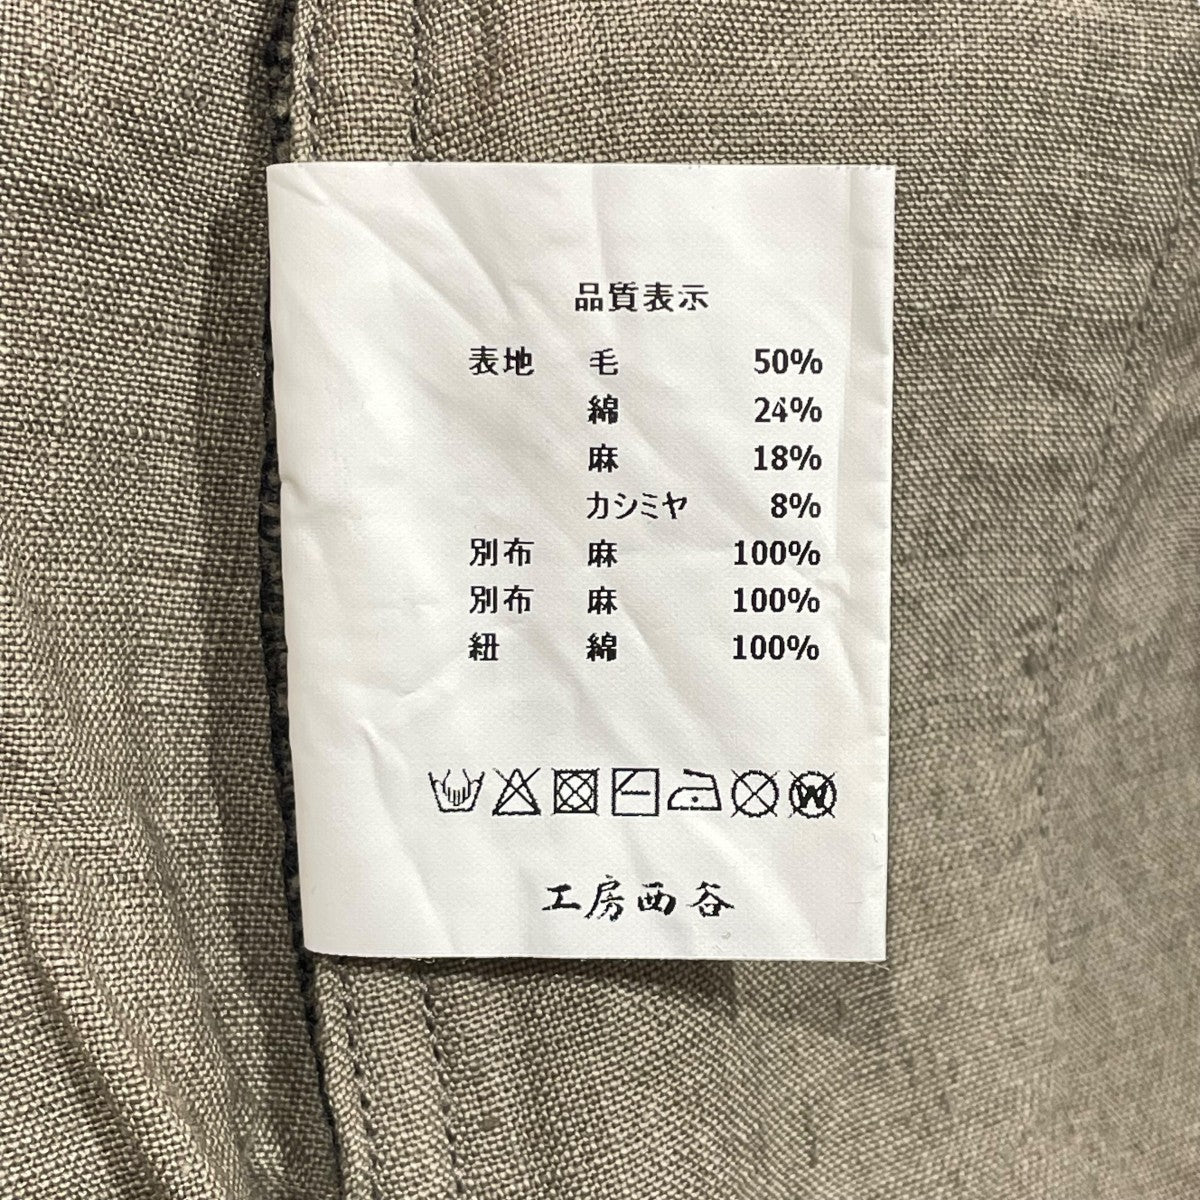 品質表示
表地 毛 50%
綿 24%
麻 18%
カシミヤ 8%
別布 麻 100%
別布 麻 100%
紐 綿 100%
W
工房西谷